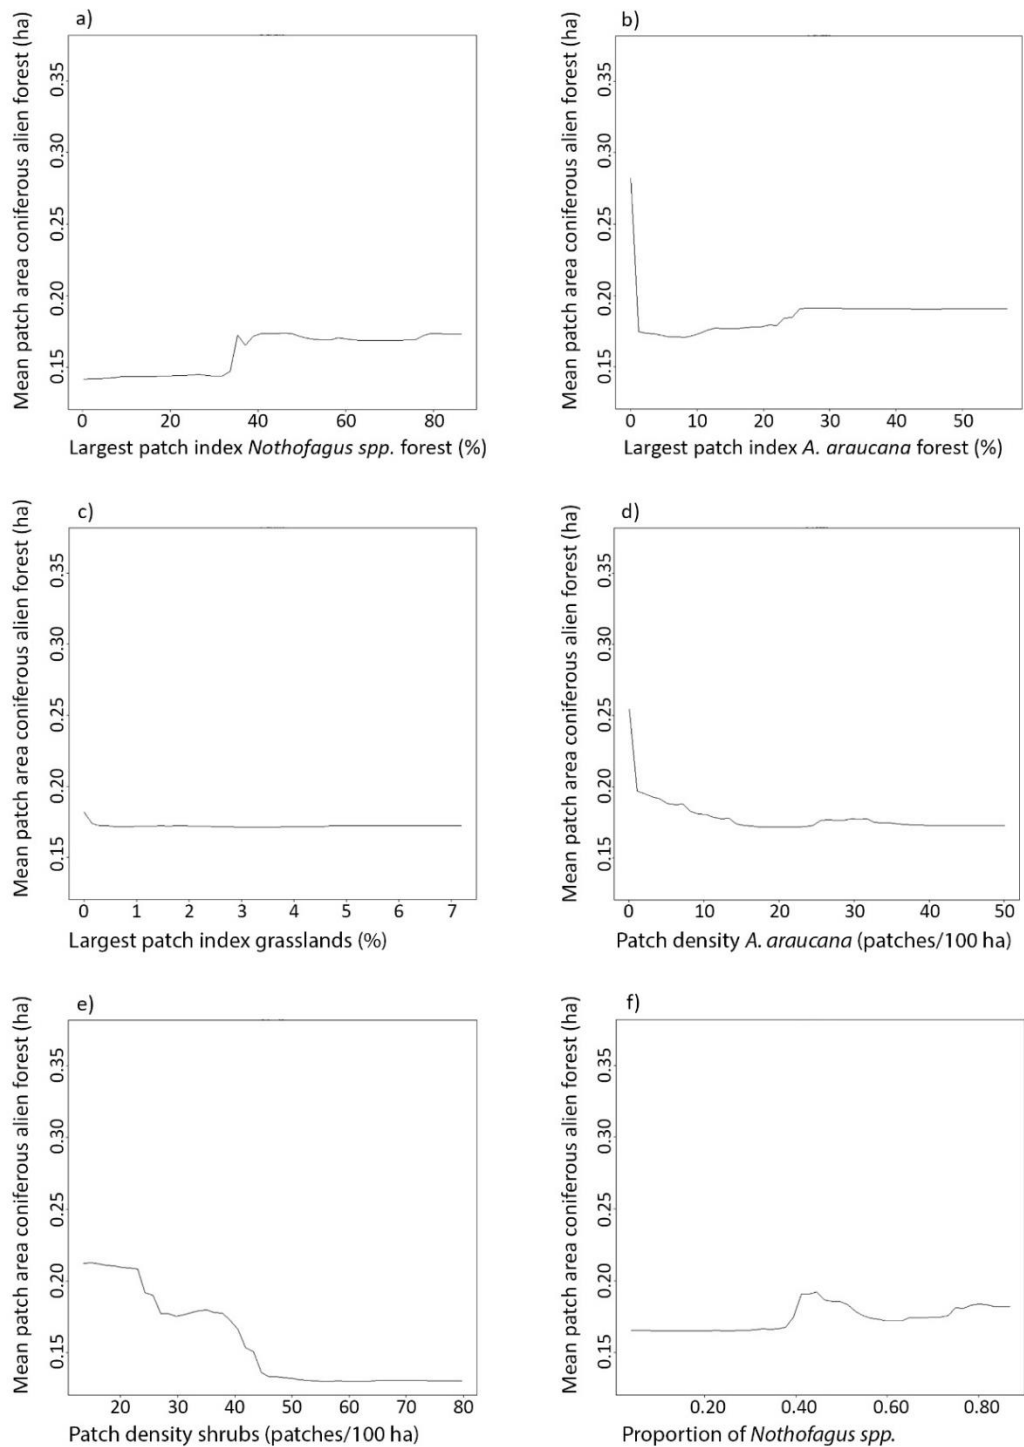 a)
Mean patch area coniferous alien forest (ha)
0.35
0.30
0.25
0.20
0.15
0 20 40 60 80
Largest patch index Nothofagus spp. forest (%)
b)
Mean patch area coniferous alien forest (ha)
0.35
0.30
0.25
0.20
0.15
0 10 20 30 40 50
Largest patch index A. araucana forest (%)
c)
Mean patch area coniferous alien forest (ha)
0.35
0.30
0.25
0.20
0.15
0 1 2 3 4 5 6 7
Largest patch index grasslands (%)
d)
Mean patch area coniferous alien forest (ha)
0.35
0.30
0.25
0.20
0.15
0 10 20 30 40 50
Patch density A. araucana (patches/100 ha)
e)
Mean patch area coniferous alien forest (ha)
0.35
0.30
0.25
0.20
0.15
20 30 40 50 60 70 80
Patch density shrubs (patches/100 ha)
f)
Mean patch area coniferous alien forest (ha)
0.35
0.30
0.25
0.20
0.15
0.20 0.40 0.60 0.80
Proportion of Nothofagus spp.